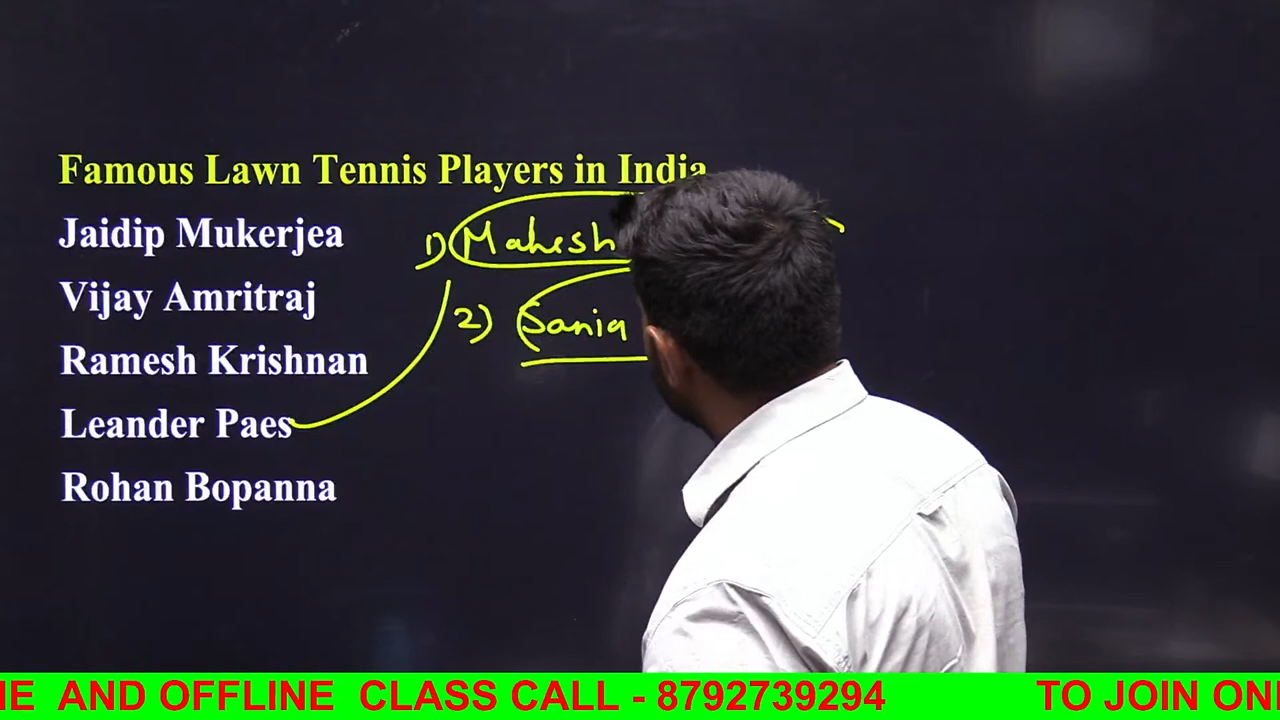 Famous Lawn Tennis Players in India
Jaidip Mukerjea
1) Mahesh
Vijay Amritraj
2) Sania
Ramesh Krishnan
Leander Paes
Rohan Bopanna
NE AND OFFLINE CLASS CALL - 8792739294 TO JOIN ON